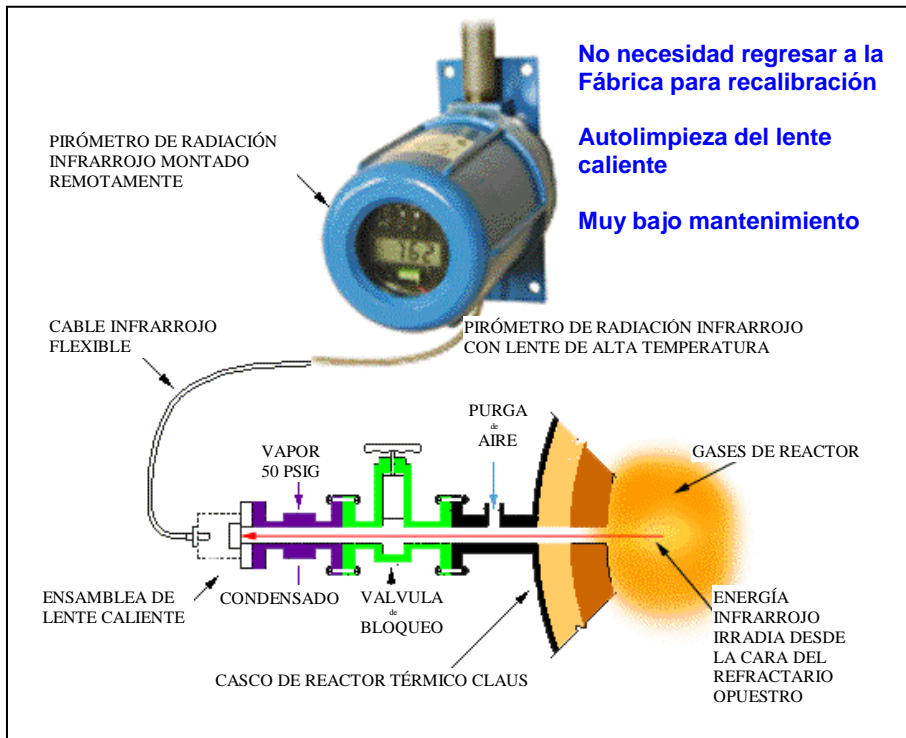 No necesidad regresar a la
Fábrica para recalibración
Autolimpieza del lente
caliente
Muy bajo mantenimiento
PIRÓMETRO DE RADIACIÓN
INFRARROJO MONTADO
REMOTAMENTE
762
CABLE INFRARROJO
FLEXIBLE
PIRÓMETRO DE RADIACIÓN INFRARROJO
CON LENTE DE ALTA TEMPERATURA
PURGA
de
AIRE
VAPOR
50 PSIG
GASES DE REACTOR
ENSAMBLEA DE
LENTE CALIENTE
CONDENSADO
VALVULA
de
BLOQUEO
ENERGÍA
INFRARROJO
IRRADIA DESDE
LA CARA DEL
REFRACTARIO
OPUESTRO
CASCO DE REACTOR TÉRMICO CLAUS